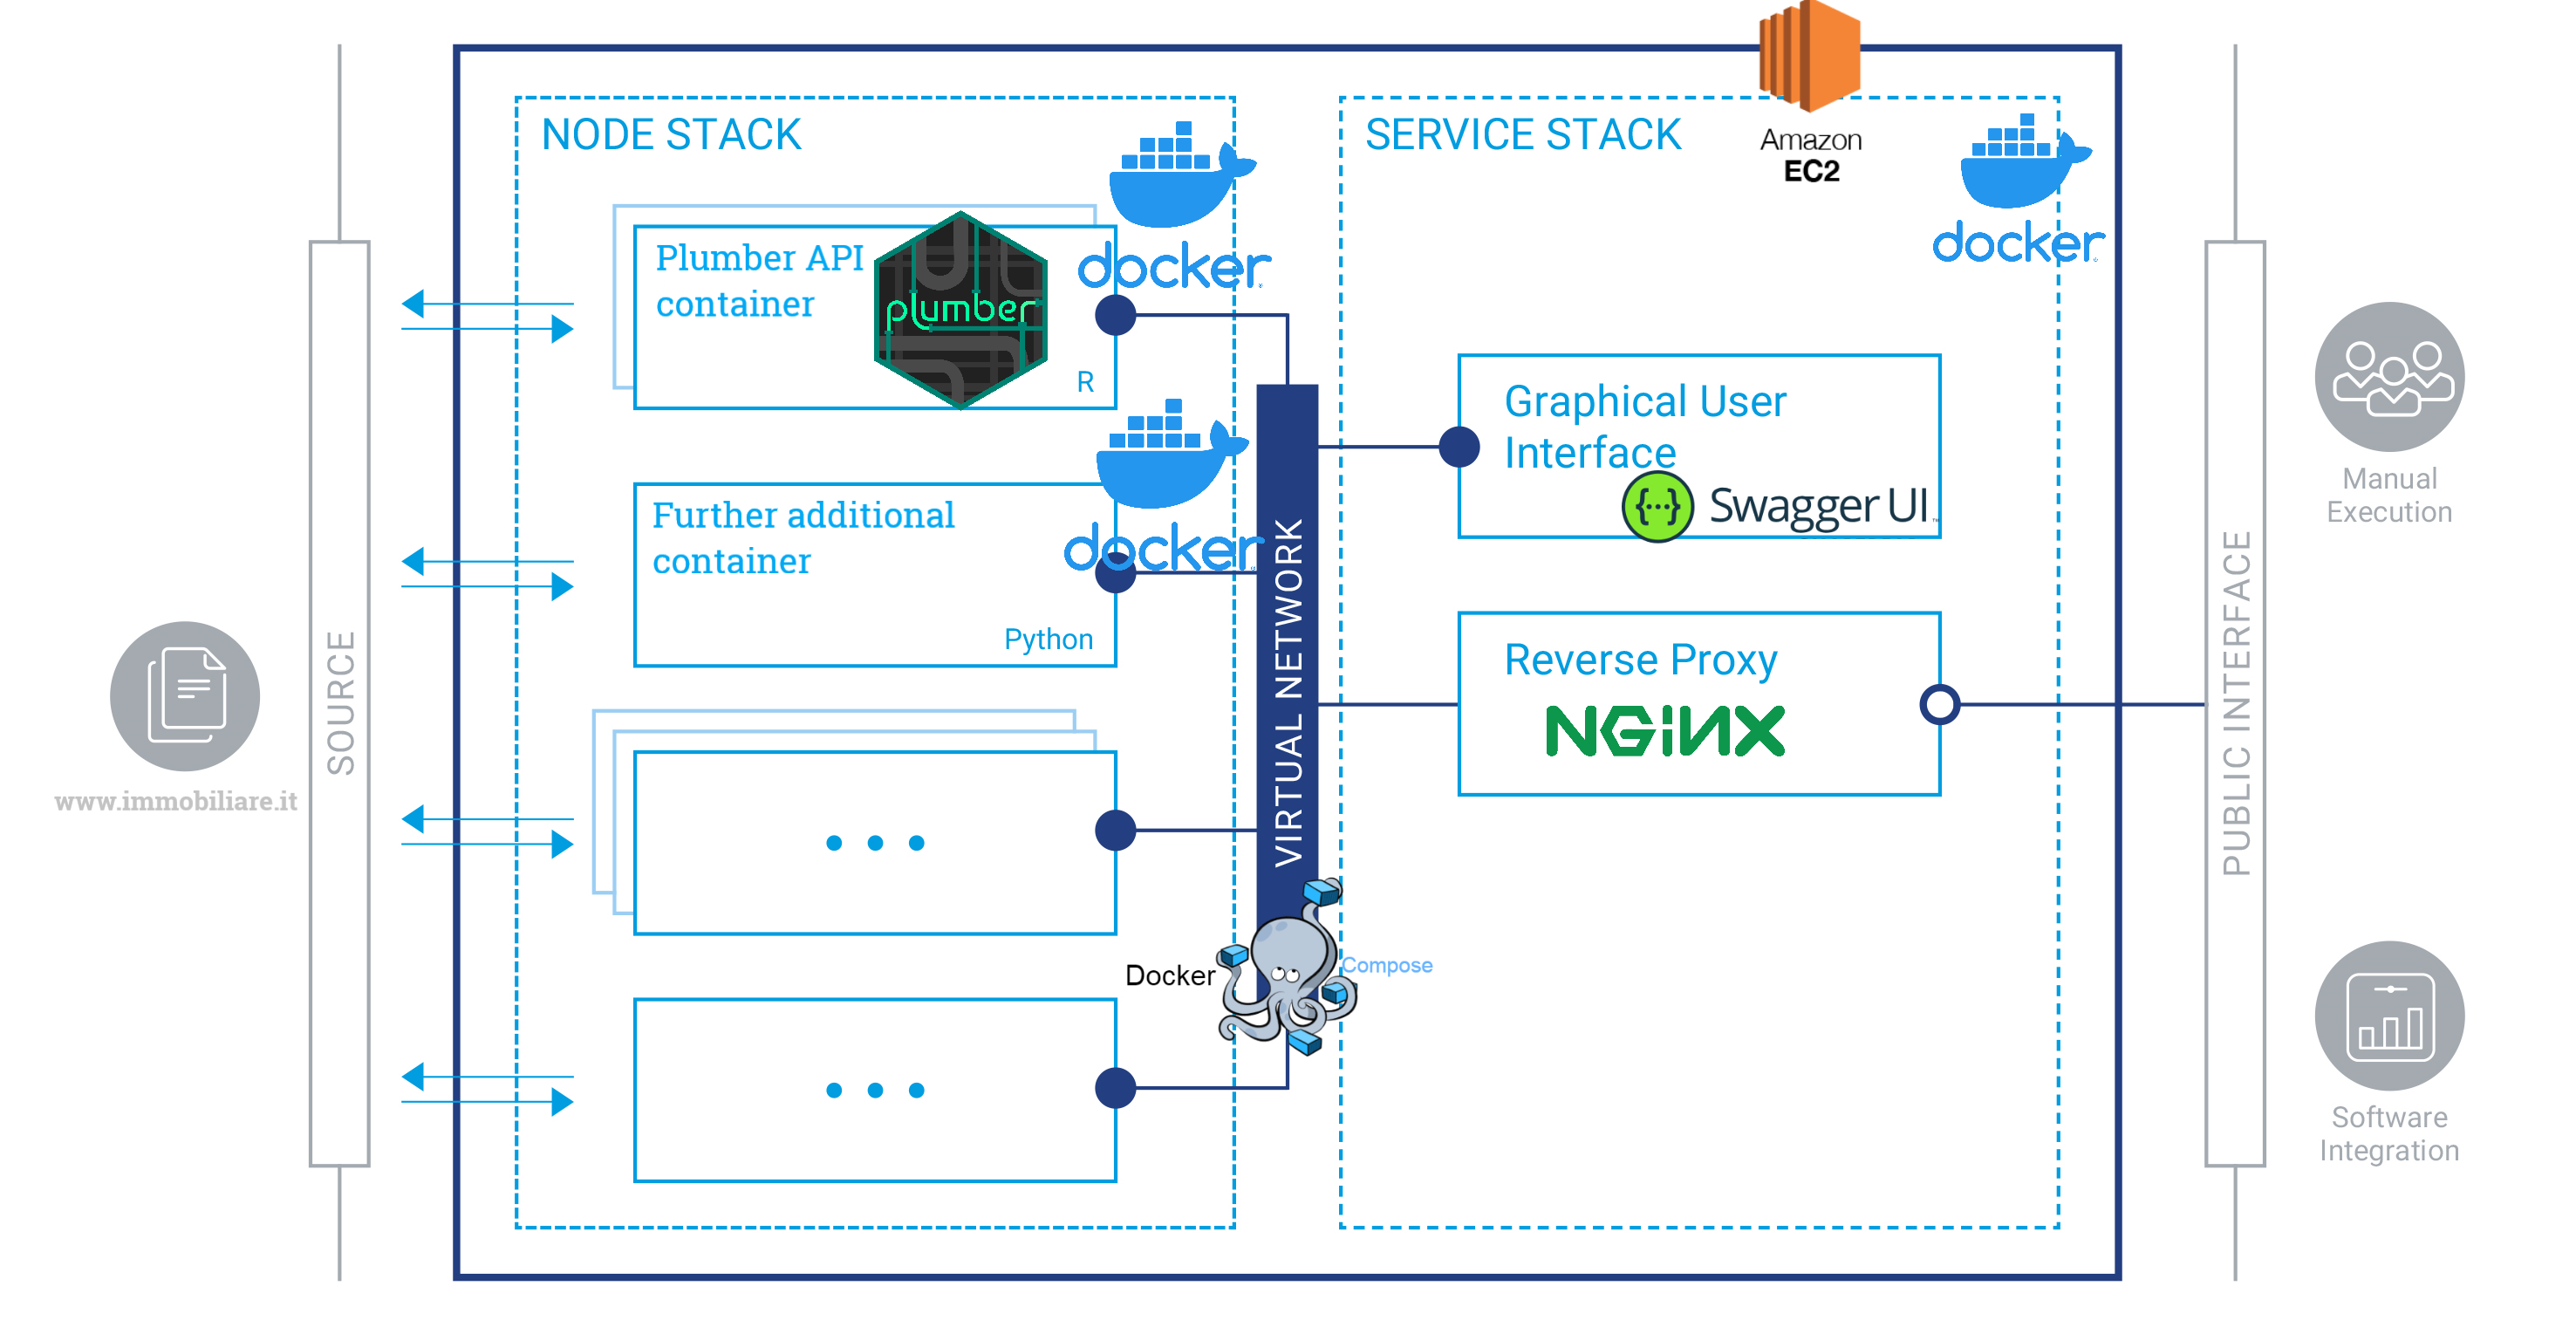 NODE STACK
docker
Plumber API
container
plumber
R
docker
Further additional
container
Python
SERVICE STACK
Amazon
EC2
docker
Graphical User
Interface
Swagger UI™
Reverse Proxy
NGINX
VIRTUAL NETWORK
Docker
Compose
SOURCE
www.immobiliare.it
PUBLIC INTERFACE
Manual
Execution
Software
Integration